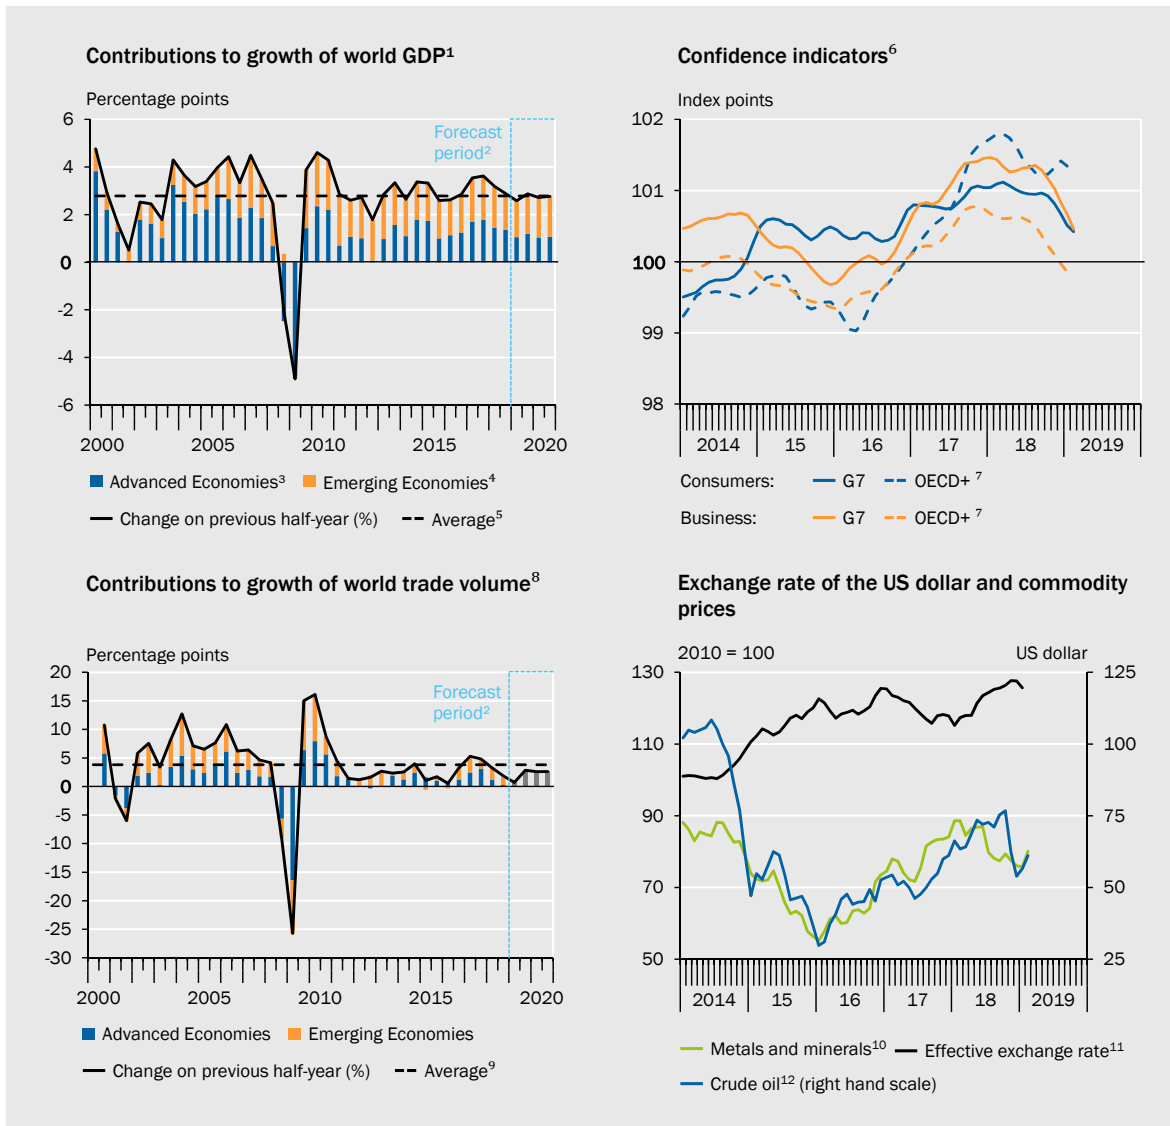 Contributions to growth of world GDP¹
Percentage points
6
4
2
0
-2
-4
-6
Forecast
period²
2000 2005 2010 2015 2020
Advanced Economies³ Emerging Economies⁴
Change on previous half-year (%) Average⁵
Confidence indicators⁶
Index points
102
101
100
99
98
2014 15 16 17 18 2019
Consumers: G7 OECD+ ⁷
Business: G7 OECD+ ⁷
Contributions to growth of world trade volume⁸
Percentage points
20
15
10
5
0
-5
-10
-15
-20
-25
-30
Forecast
period²
2000 2005 2010 2015 2020
Advanced Economies Emerging Economies
Change on previous half-year (%) Average⁹
Exchange rate of the US dollar and commodity
prices
2010 = 100 US dollar
130 125
110 100
90 75
70 50
50 25
2014 15 16 17 18 2019
Metals and minerals¹⁰ Effective exchange rate¹¹
Crude oil¹² (right hand scale)